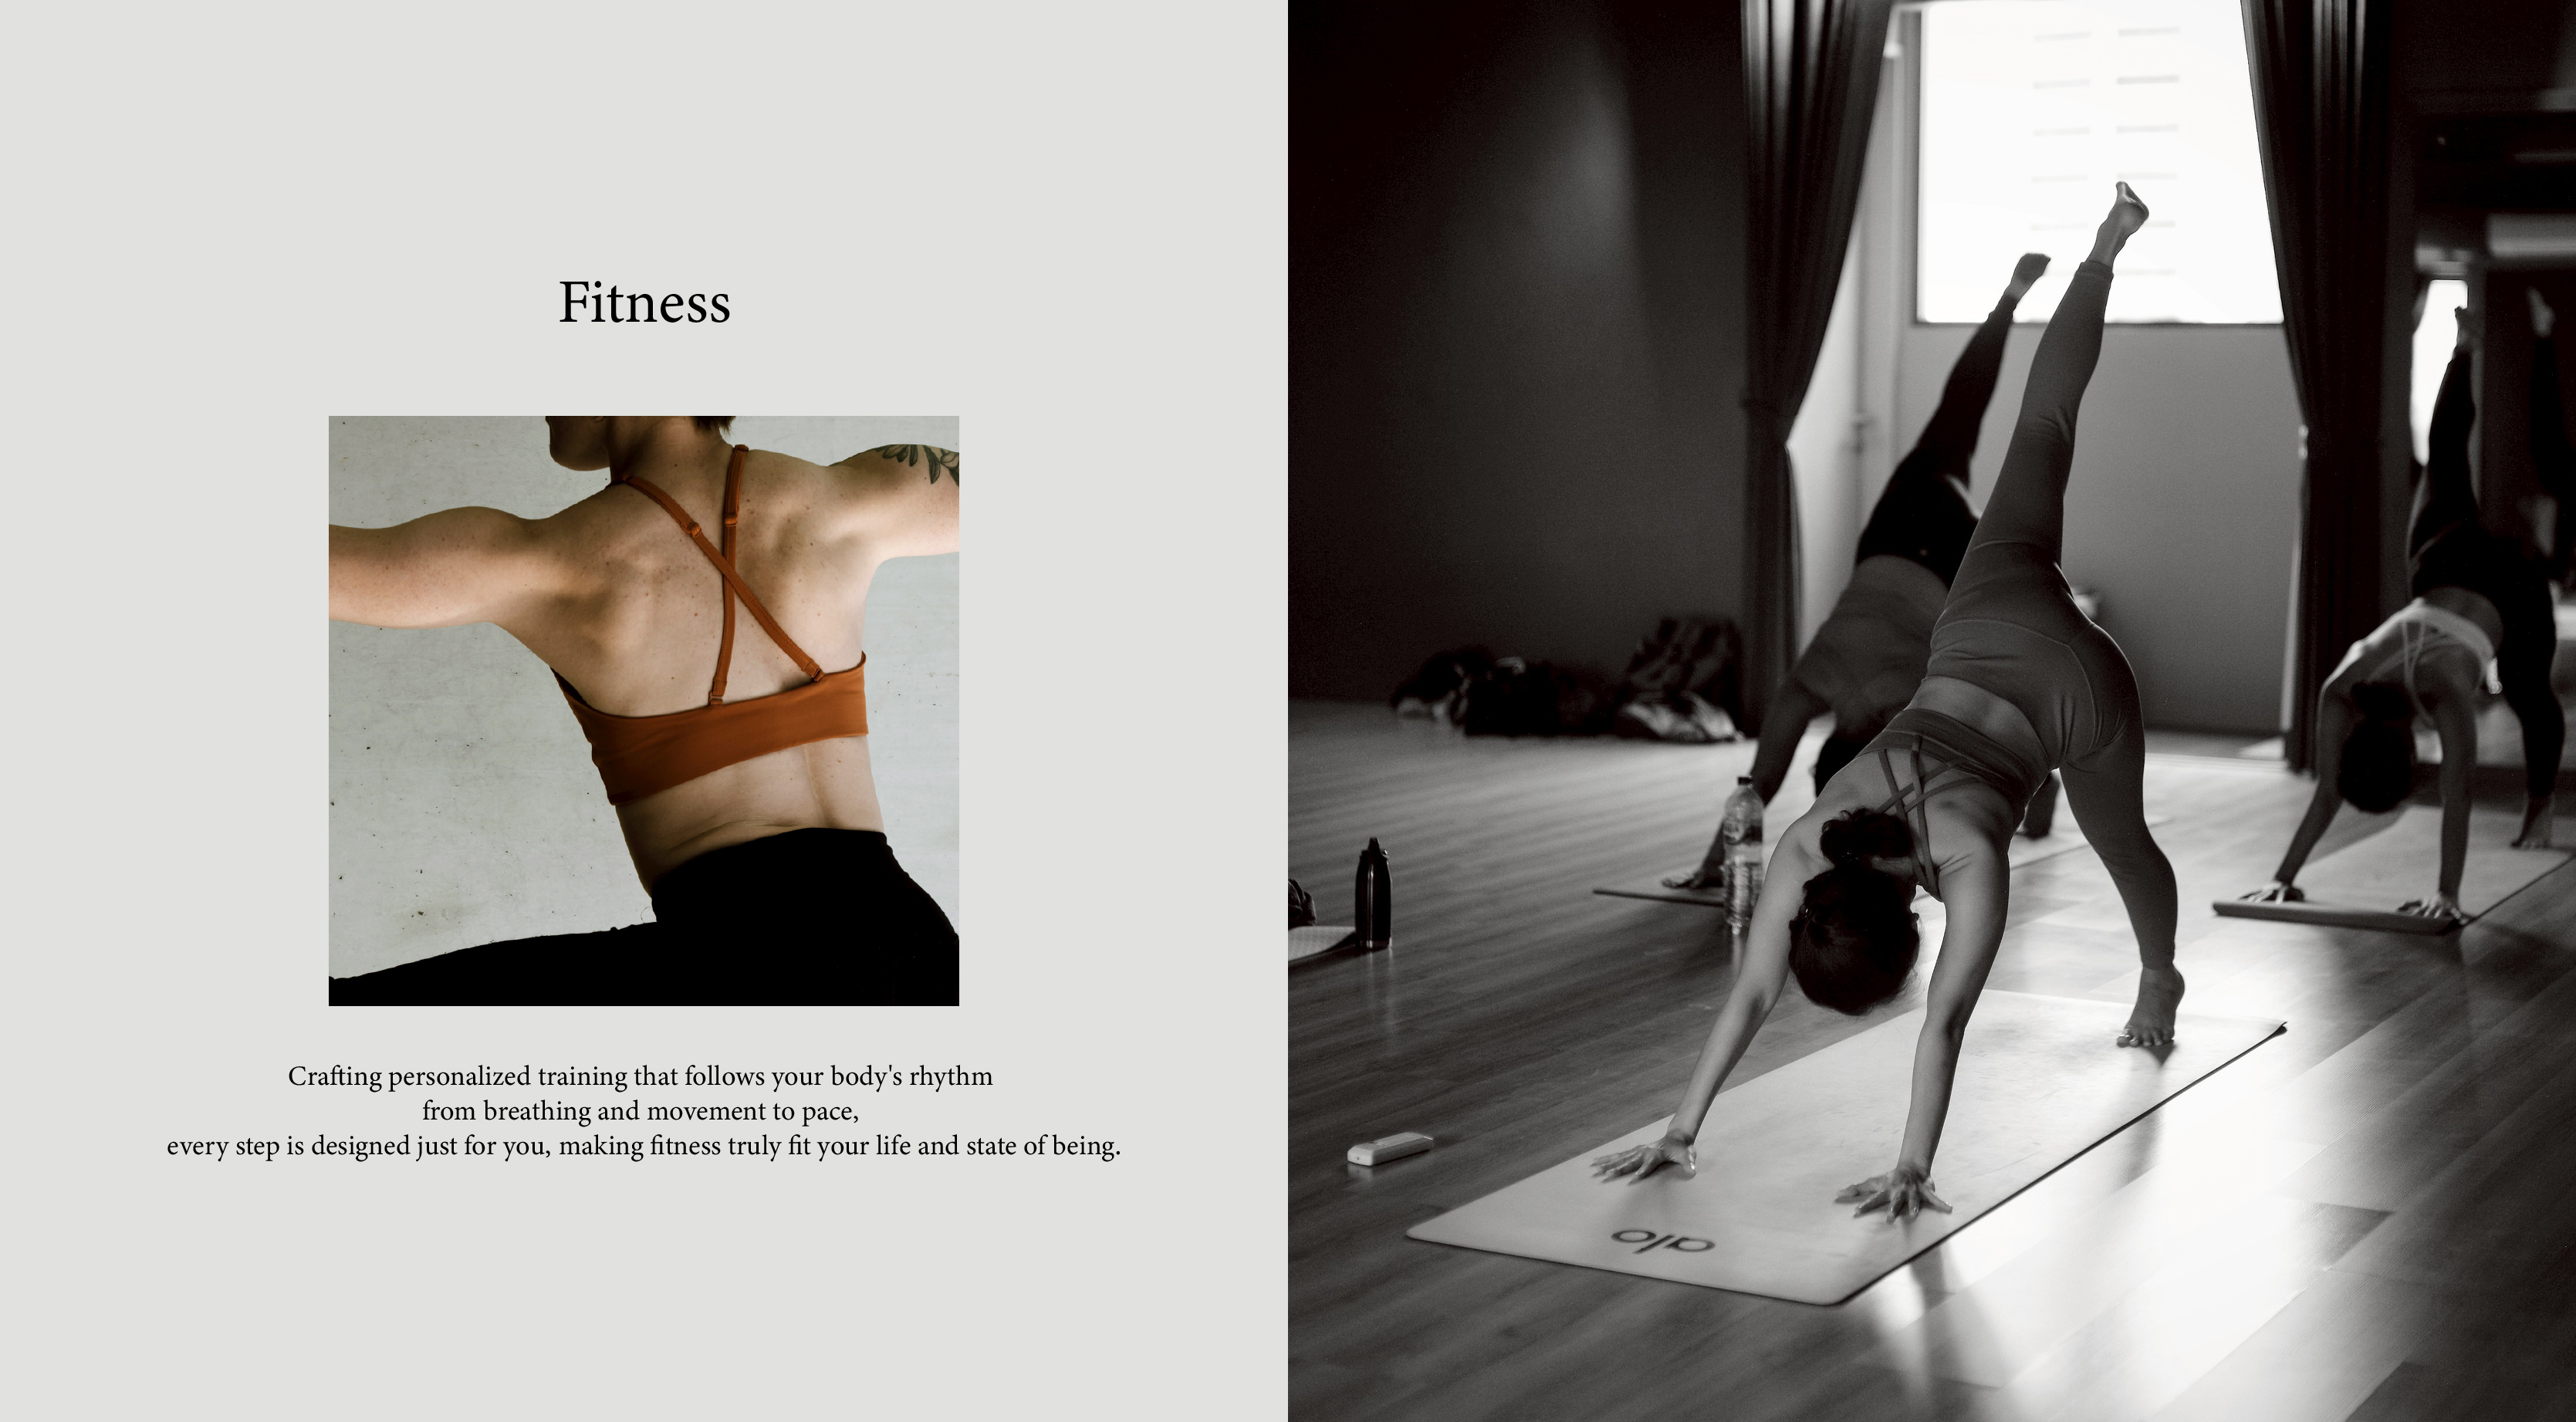 Fitness
Crafting personalized training that follows your body's rhythm
from breathing and movement to pace,
every step is designed just for you, making fitness truly fit your life and state of being.
alo